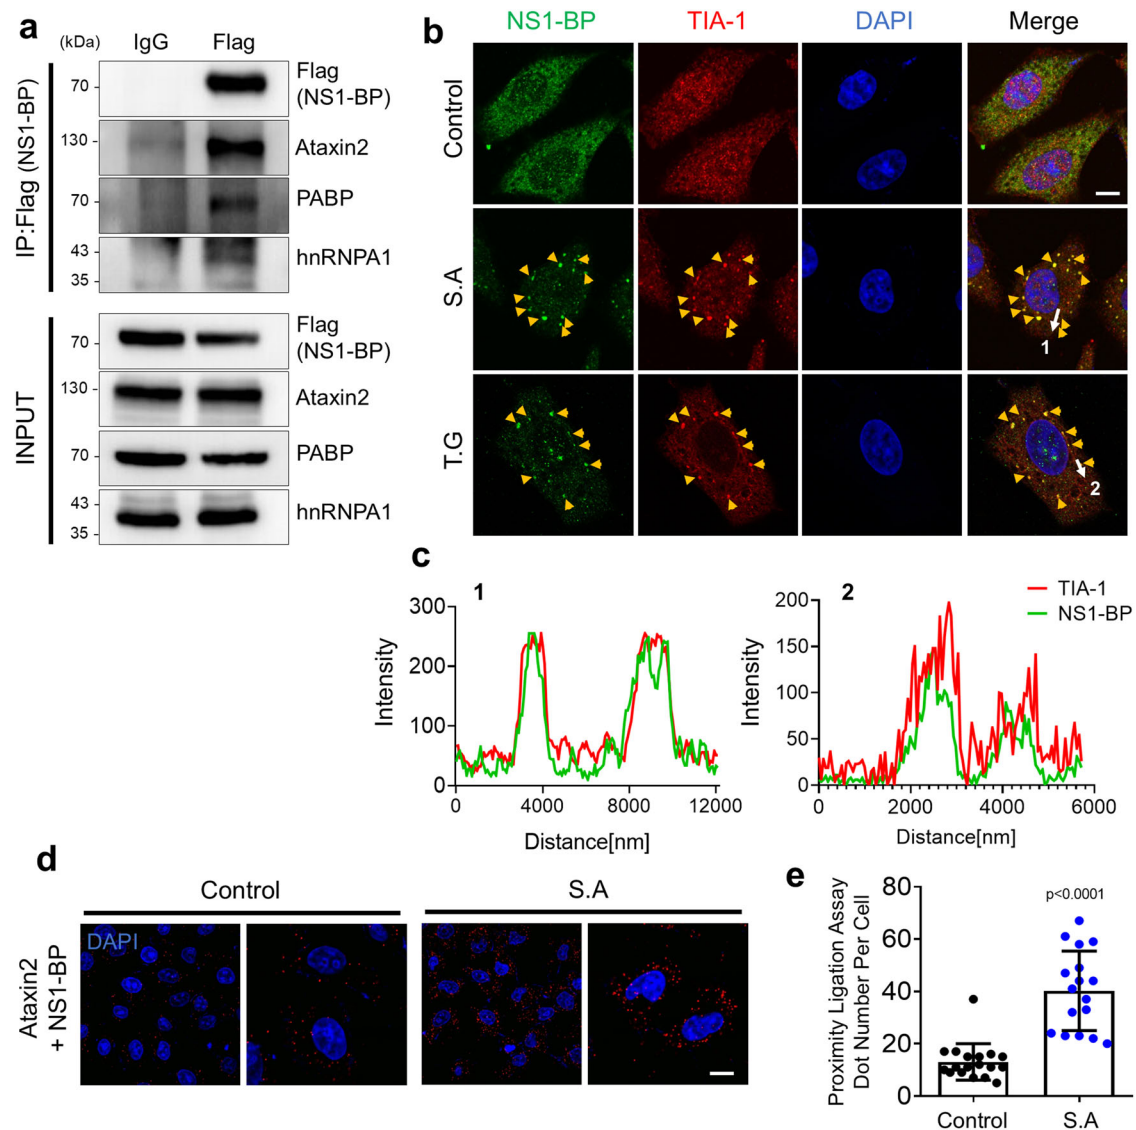 a
(kDa) IgG Flag
IP:Flag (NS1-BP)
70 -
Flag
(NS1-BP)
130 -
Ataxin2
70 -
PABP
43 -
35 -
hnRNPA1
INPUT
70 -
Flag
(NS1-BP)
130 -
Ataxin2
70 -
PABP
43 -
35 -
hnRNPA1
b
NS1-BP TIA-1 DAPI Merge
Control
S.A
1
T.G
2
c
1
300
200
100
0
Intensity
0 4000 8000 12000
Distance[nm]
2
TIA-1
NS1-BP
200
150
100
50
0
Intensity
0 2000 4000 6000
Distance[nm]
d
Control S.A
DAPI
Ataxin2
+ NS1-BP
e
Proximity Ligation Assay
Dot Number Per Cell
80
60
40
20
0
p<0.0001
Control S.A